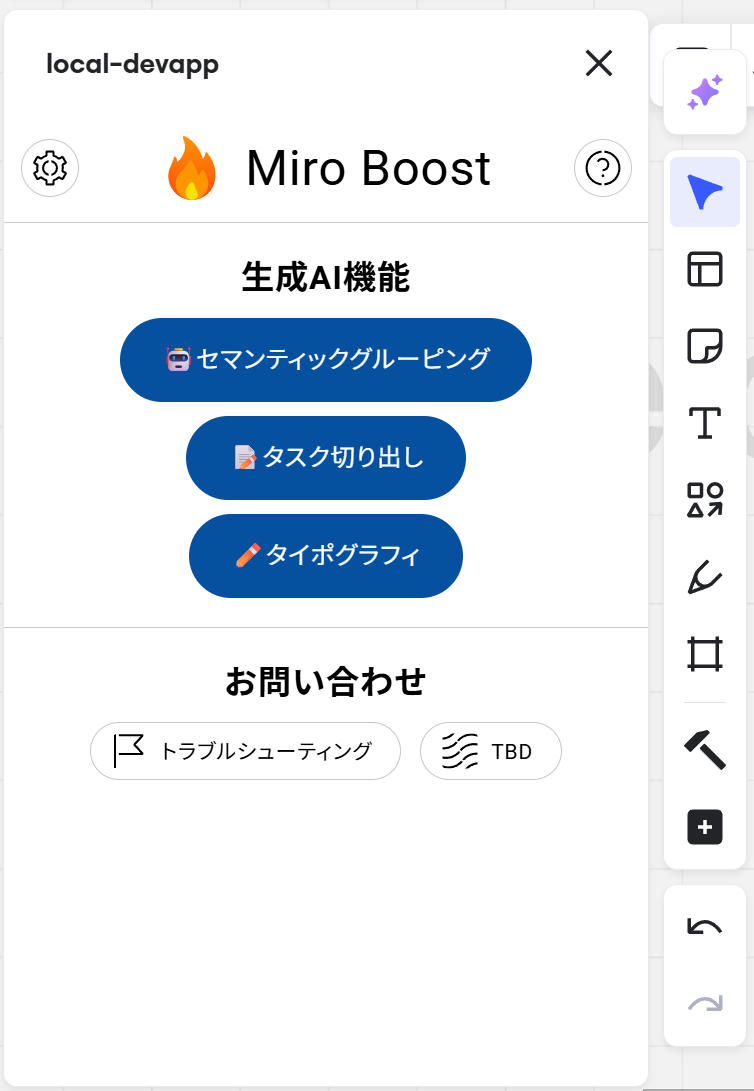 local-devapp
Miro Boost
生成AI機能
セマンティックグルーピング
タスク切り出し
タイポグラフィ
お問い合わせ
トラブルシューティング
TBD